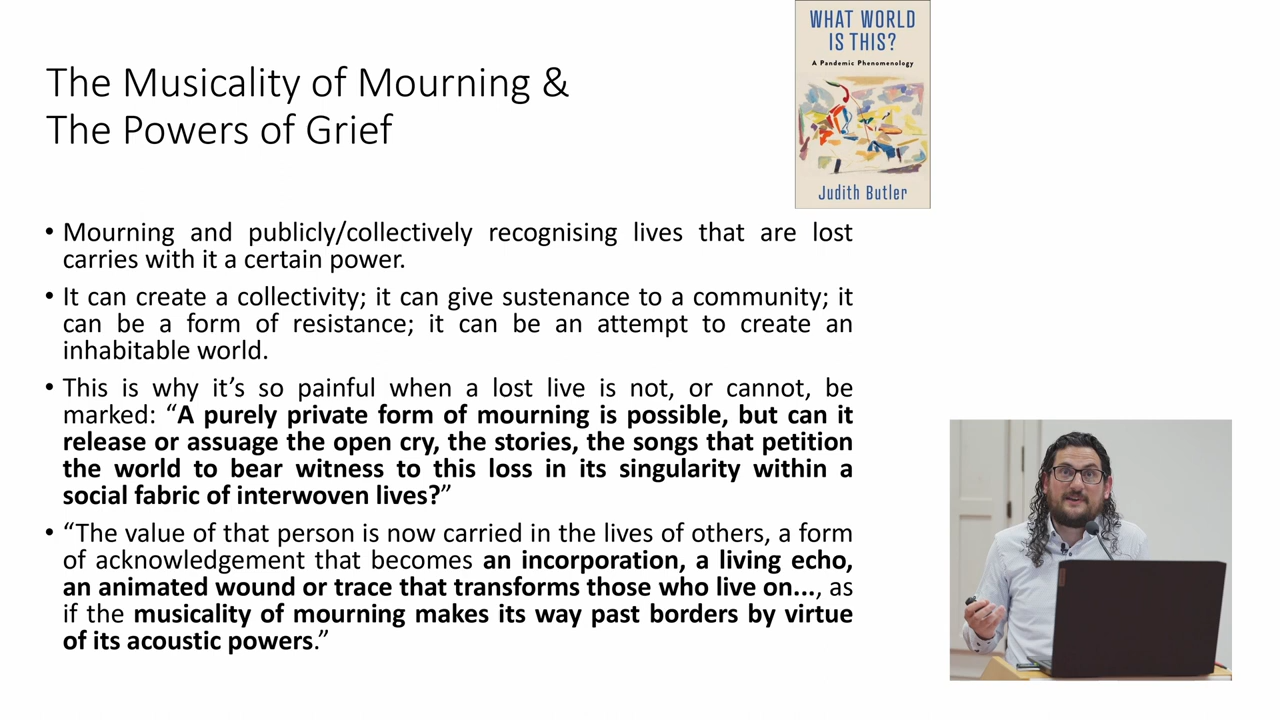 WHAT WORLD
IS THIS?
A Pandemic Phenomenology
Judith Butler
The Musicality of Mourning &
The Powers of Grief
• Mourning and publicly/collectively recognising lives that are lost
carries with it a certain power.
• It can create a collectivity; it can give sustenance to a community; it
can be a form of resistance; it can be an attempt to create an
inhabitable world.
• This is why it’s so painful when a lost live is not, or cannot, be
marked: “A purely private form of mourning is possible, but can it
release or assuage the open cry, the stories, the songs that petition
the world to bear witness to this loss in its singularity within a
social fabric of interwoven lives?”
• “The value of that person is now carried in the lives of others, a form
of acknowledgement that becomes an incorporation, a living echo,
an animated wound or trace that transforms those who live on..., as
if the musicality of mourning makes its way past borders by virtue
of its acoustic powers.”